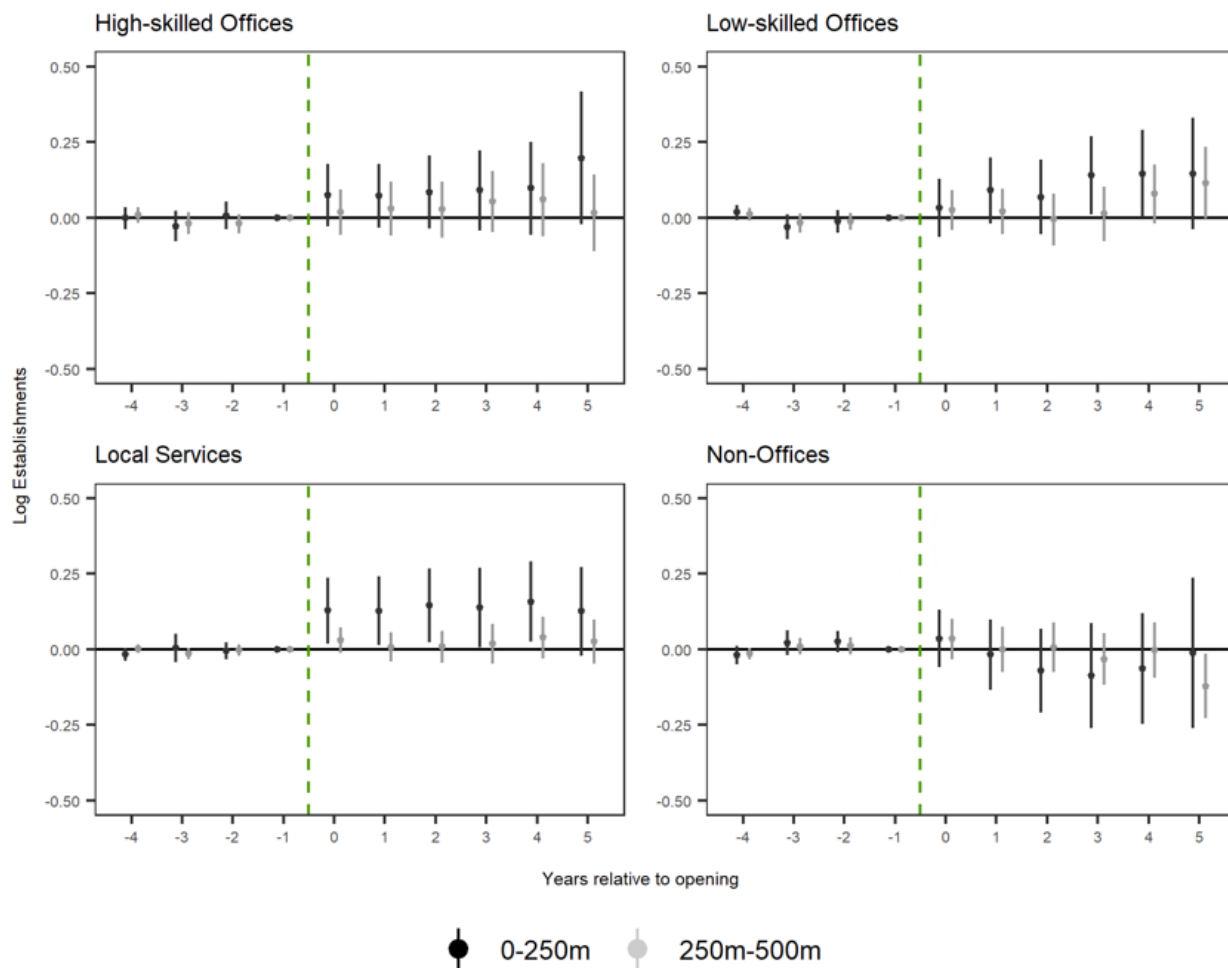 High-skilled Offices
Low-skilled Offices
0.50
0.25
0.00
-0.25
-0.50
-4 -3 -2 -1 0 1 2 3 4 5
0.50
0.25
0.00
-0.25
-0.50
-4 -3 -2 -1 0 1 2 3 4 5
Log Establishments
Local Services
Non-Offices
0.50
0.25
0.00
-0.25
-0.50
-4 -3 -2 -1 0 1 2 3 4 5
0.50
0.25
0.00
-0.25
-0.50
-4 -3 -2 -1 0 1 2 3 4 5
Years relative to opening
0-250m 250m-500m